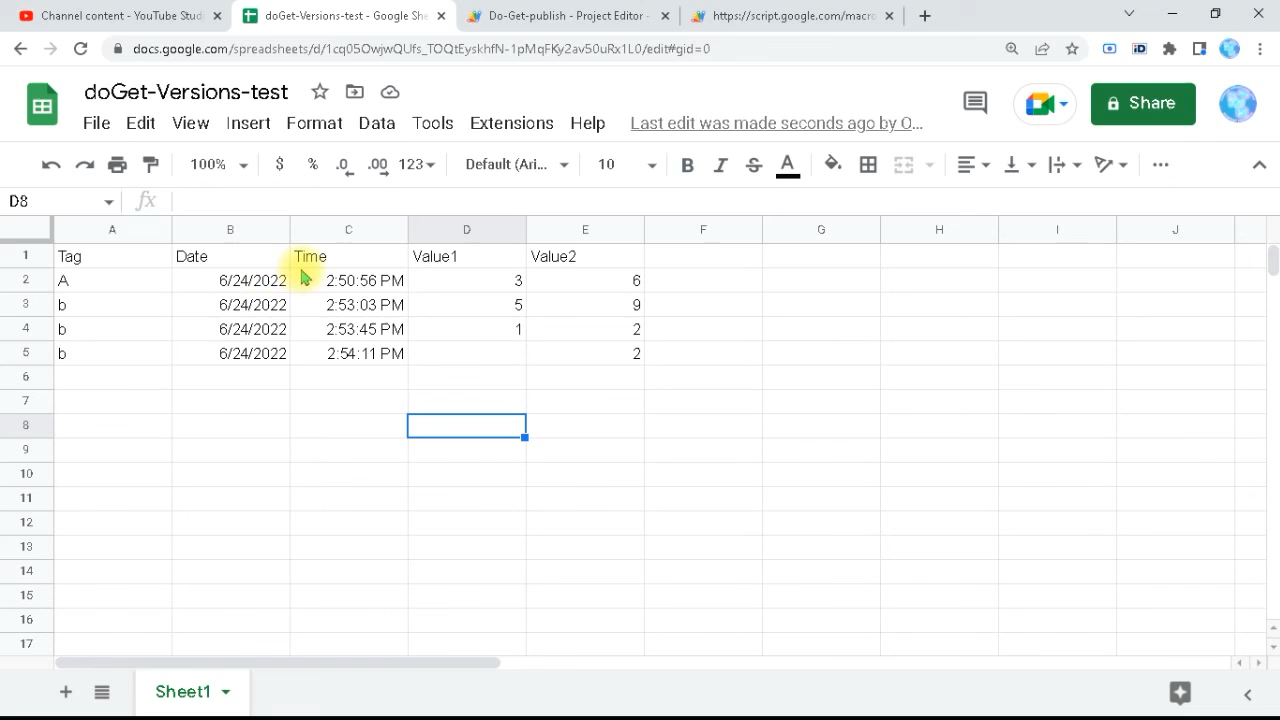 Channel content - YouTube Studi
doGet-Versions-test - Google She
Do-Get-publish - Project Editor -
https://script.google.com/macro
docs.google.com/spreadsheets/d/1cq05OwjwQUfs_TOQtEyskhfN-1pMqFKy2av50uRx1L0/edit#gid=0
iD
doGet-Versions-test
Share
File Edit View Insert Format Data Tools Extensions Help Last edit was made seconds ago by O...
100% $ % .0 .00 123 Default (Ari... 10 B I S A
D8 fx
A B C D E F G H I J
1 Tag Date Time Value1 Value2
2 A 6/24/2022 2:50:56 PM 3 6
3 b 6/24/2022 2:53:03 PM 5 9
4 b 6/24/2022 2:53:45 PM 1 2
5 b 6/24/2022 2:54:11 PM 2
6
7
8
9
10
11
12
13
14
15
16
17
Sheet1